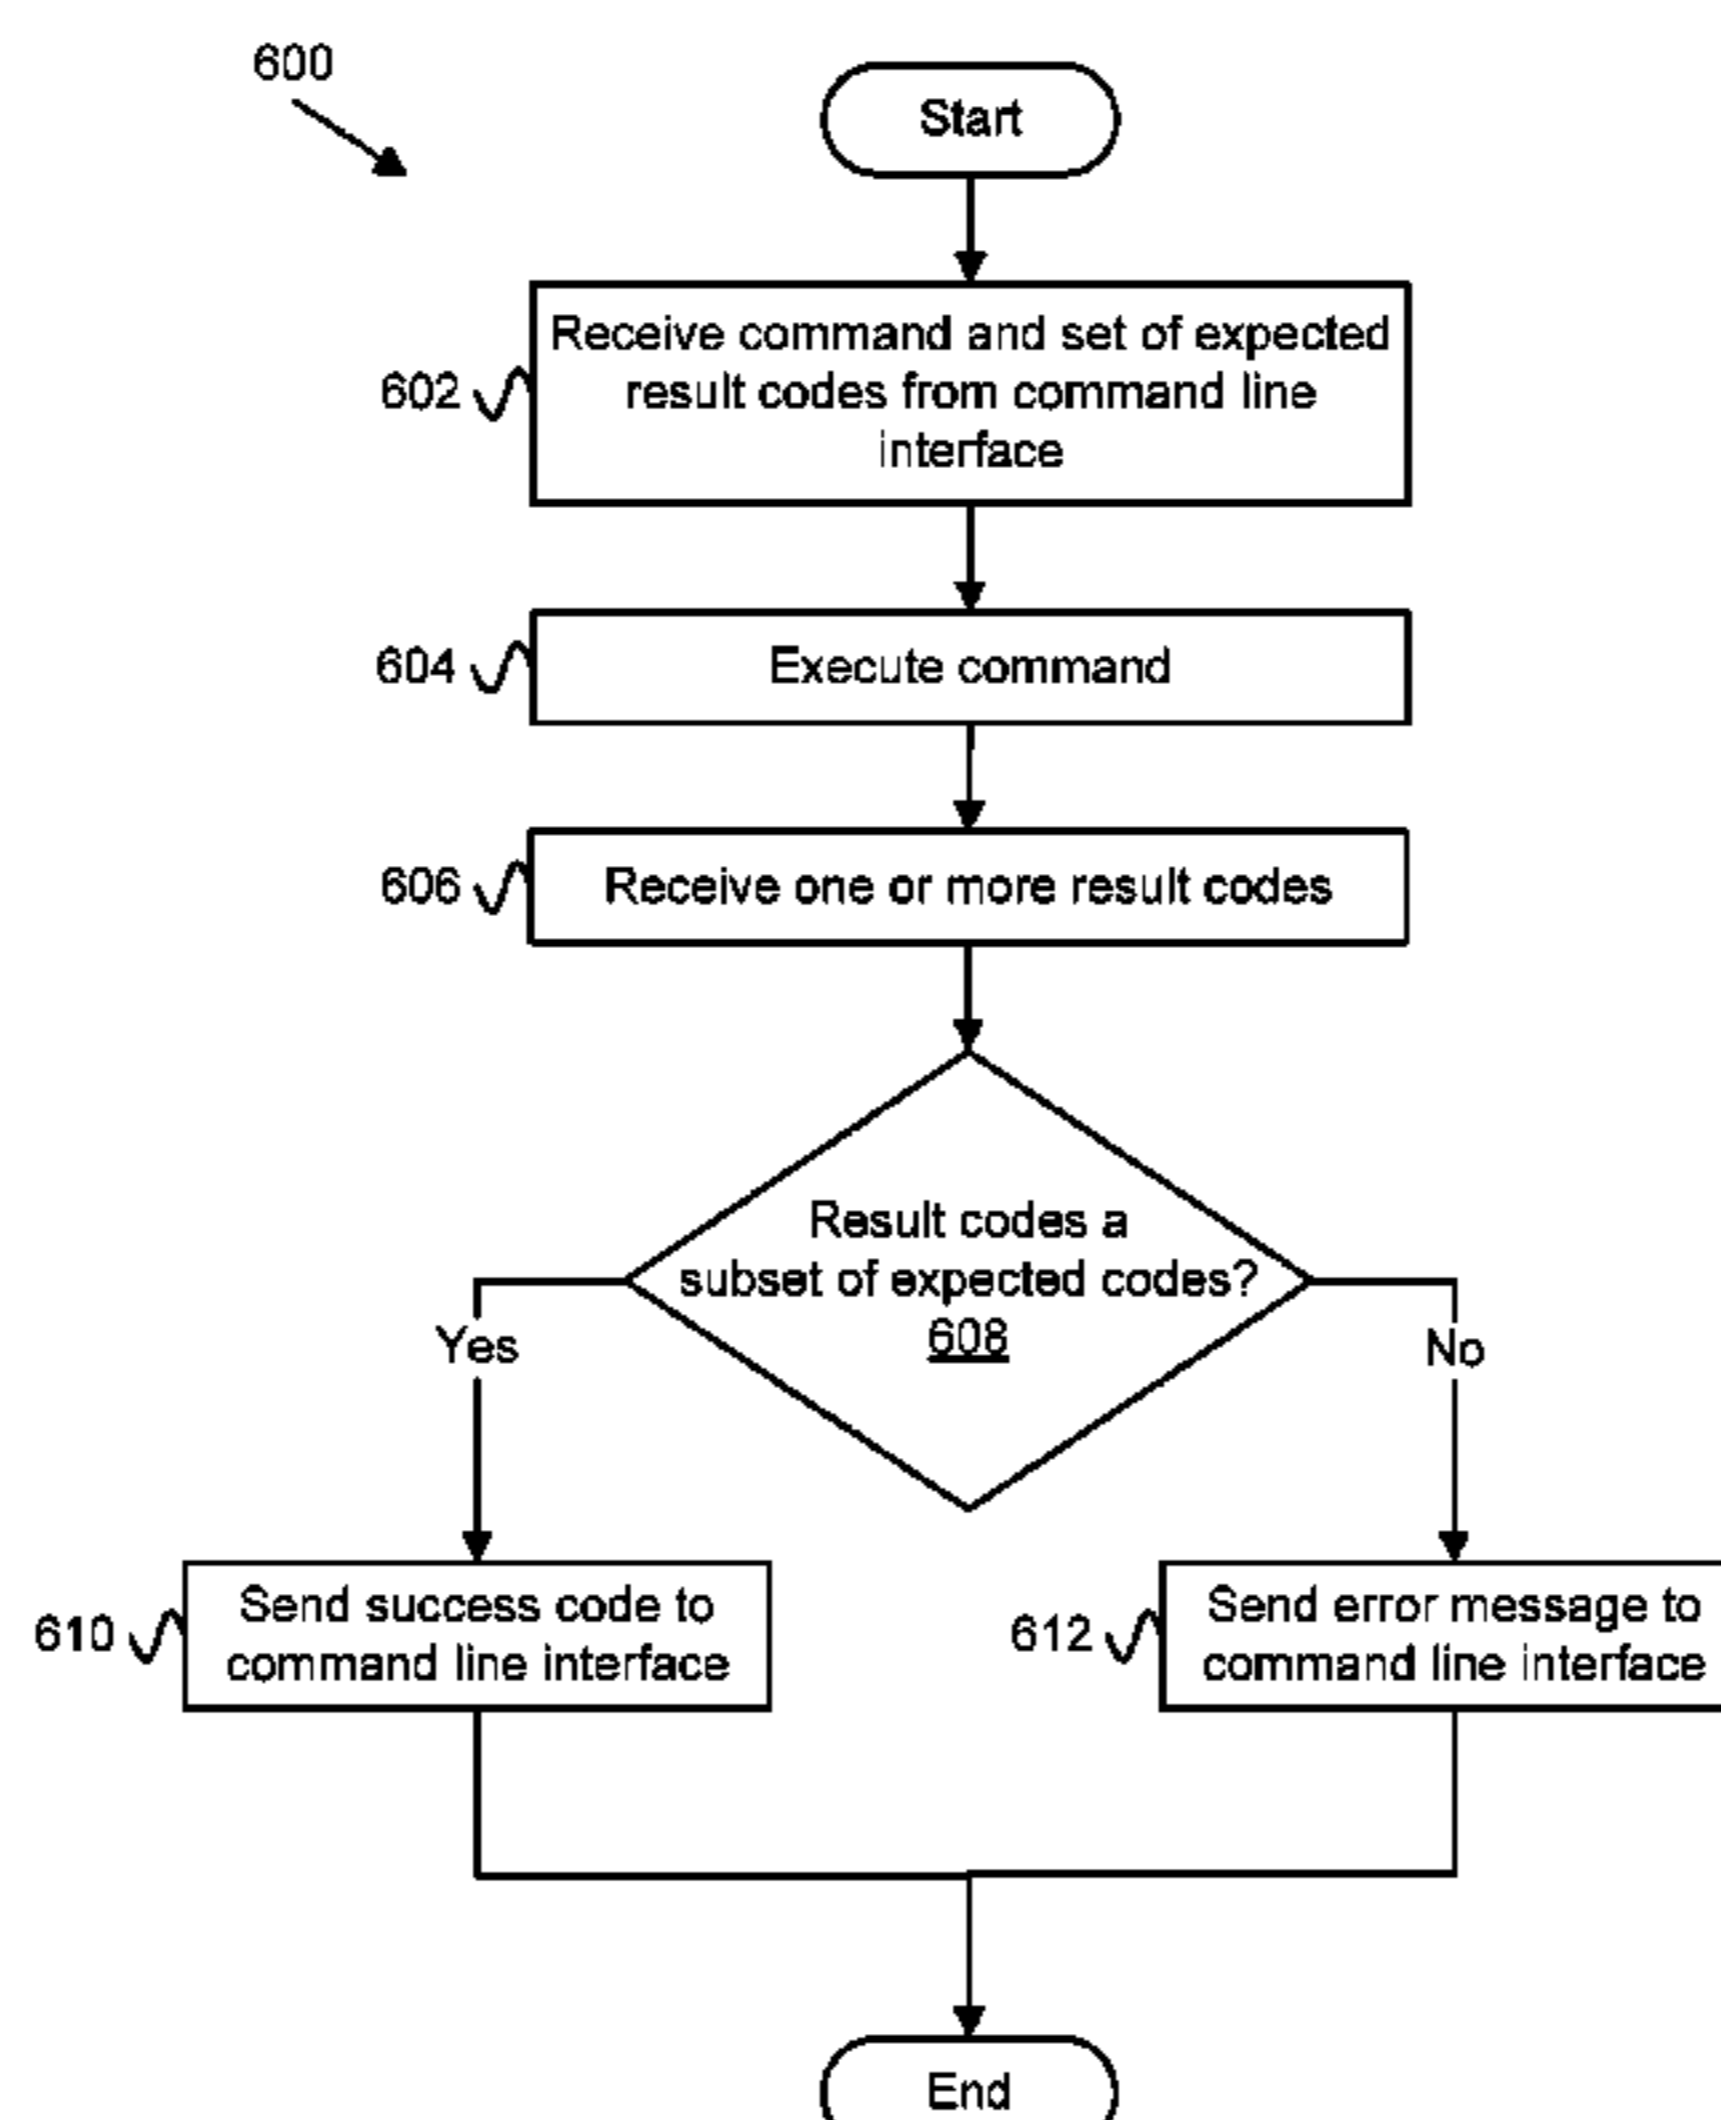 600
Start
602
Receive command and set of expected
result codes from command line
interface
604
Execute command
606
Receive one or more result codes
Result codes a
subset of expected codes?
608
Yes
No
610
Send success code to
command line interface
612
Send error message to
command line interface
End